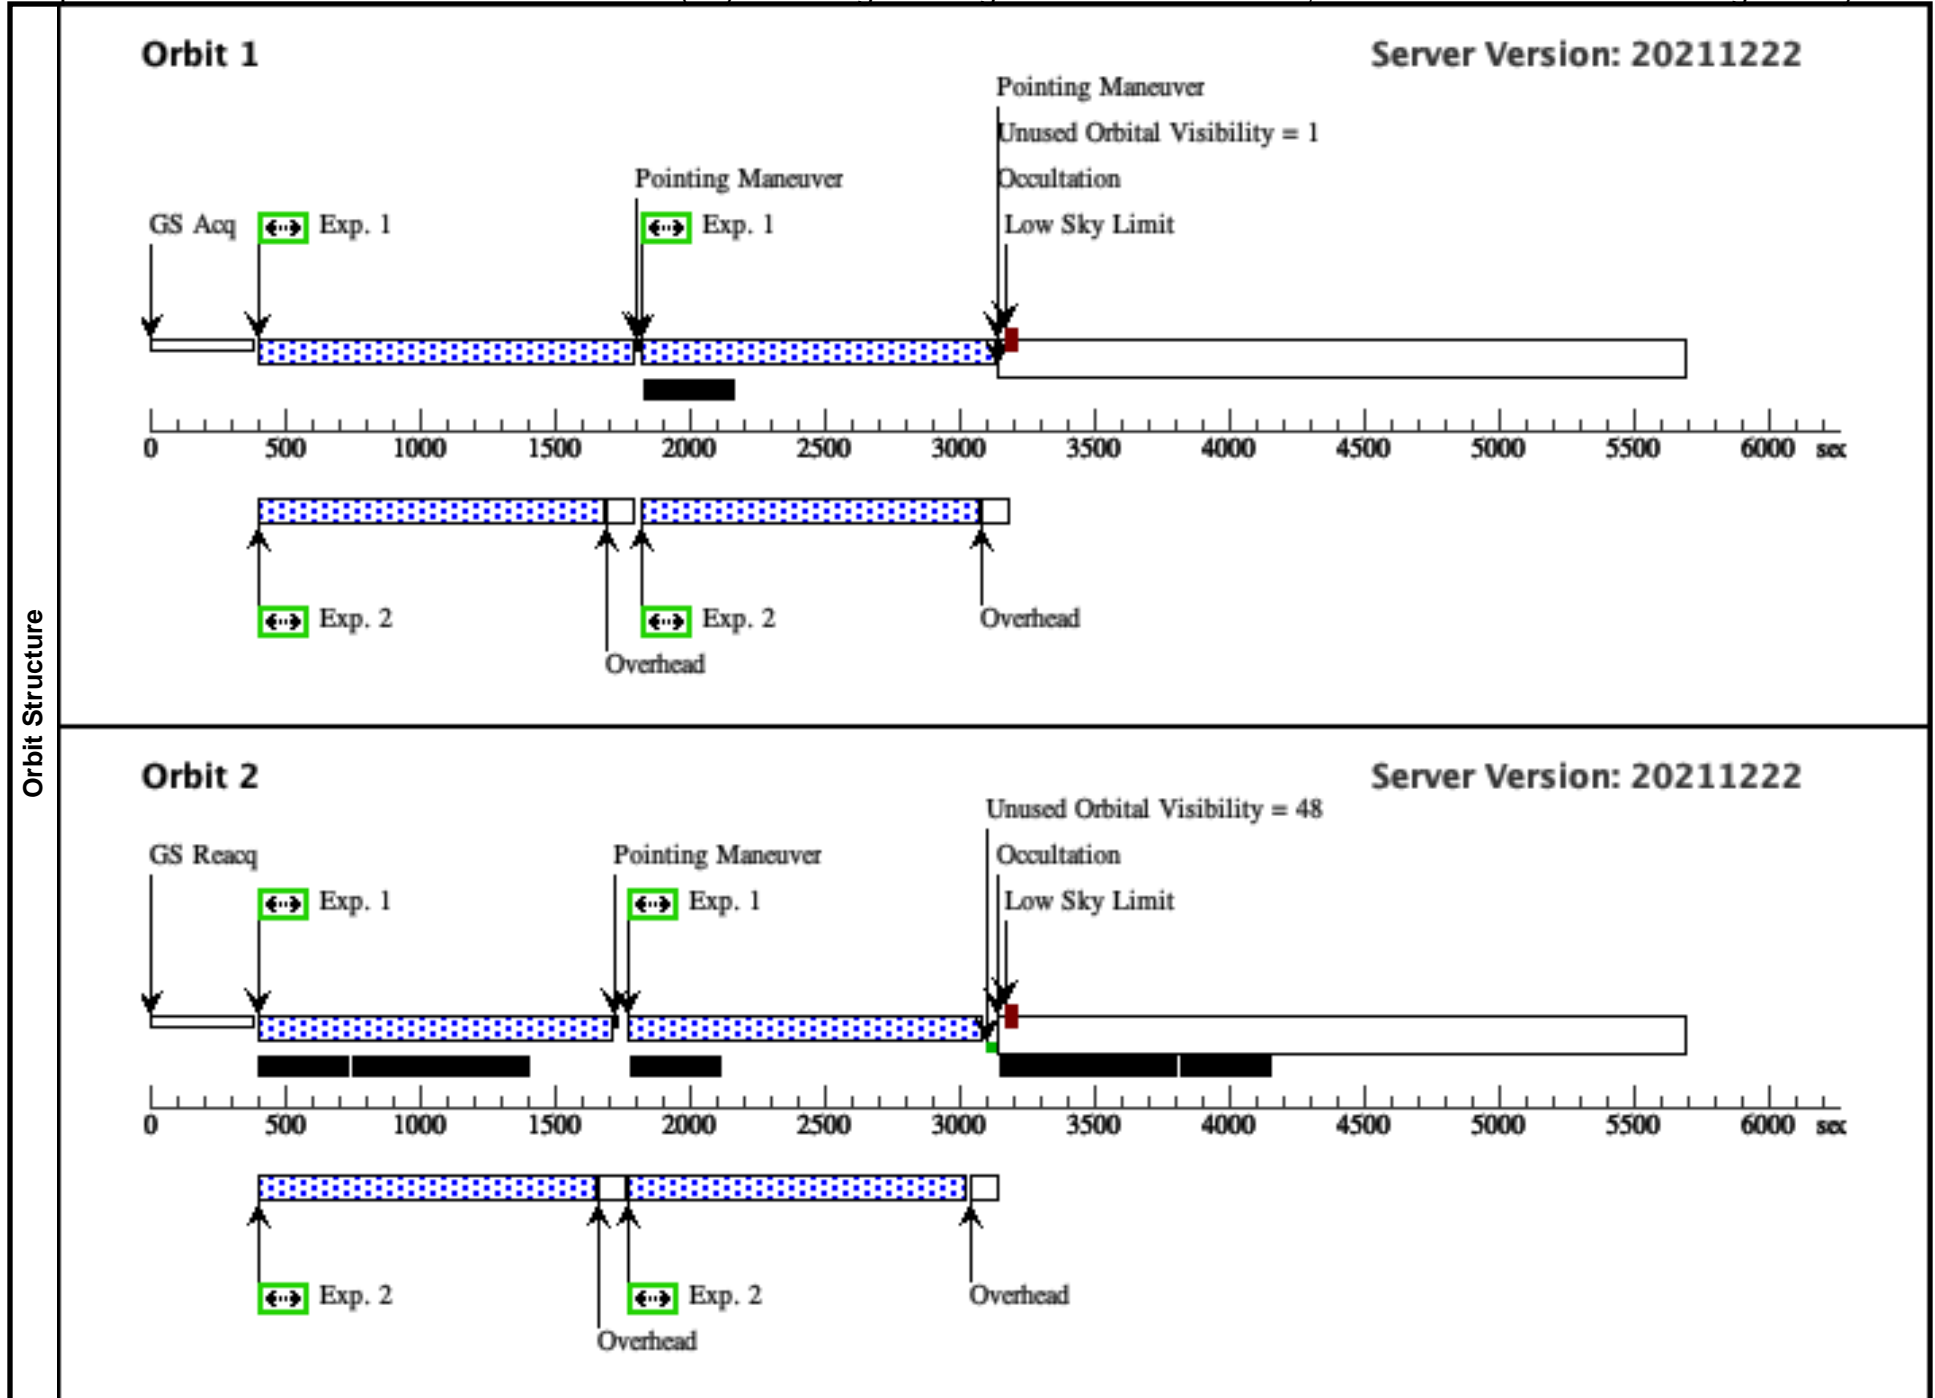 Orbit Structure
Orbit 1
Server Version: 20211222
Pointing Maneuver
Unused Orbital Visibility = 1
Pointing Maneuver
Occultation
GS Acq
Exp. 1
Exp. 1
Low Sky Limit
0 500 1000 1500 2000 2500 3000 3500 4000 4500 5000 5500 6000 sec
Exp. 2
Exp. 2
Overhead
Overhead
Orbit 2
Server Version: 20211222
Unused Orbital Visibility = 48
GS Reacq
Pointing Maneuver
Occultation
Exp. 1
Exp. 1
Low Sky Limit
0 500 1000 1500 2000 2500 3000 3500 4000 4500 5000 5500 6000 sec
Exp. 2
Exp. 2
Overhead
Overhead